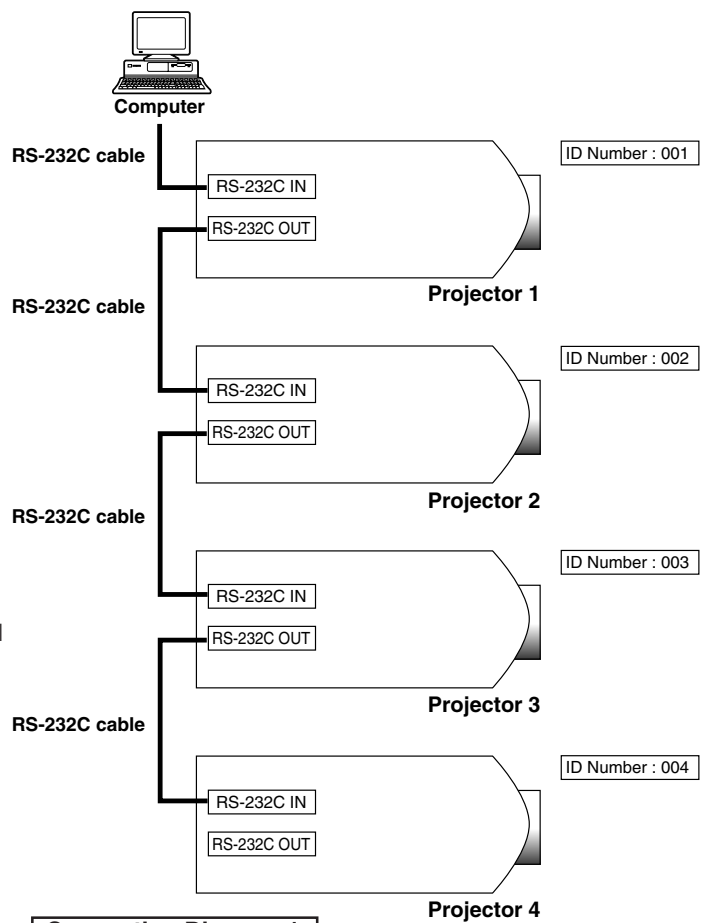 Computer
RS-232C cable
ID Number : 001
RS-232C IN
RS-232C OUT
Projector 1
RS-232C cable
ID Number : 002
RS-232C IN
RS-232C OUT
Projector 2
RS-232C cable
ID Number : 003
RS-232C IN
RS-232C OUT
Projector 3
RS-232C cable
ID Number : 004
RS-232C IN
RS-232C OUT
Projector 4